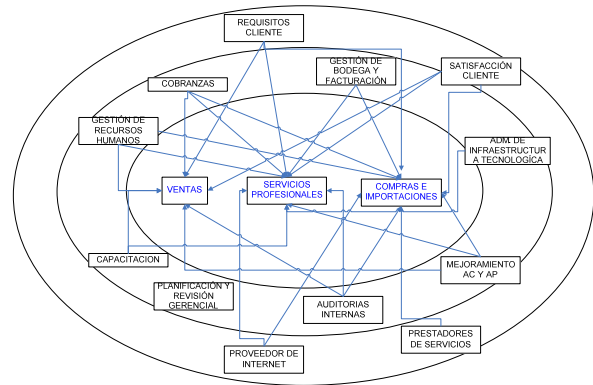 REQUISITOS
CLIENTE
GESTIÓN DE
BODEGA Y
FACTURACIÓN
SATISFACCIÓN
CLIENTE
COBRANZAS
GESTIÓN DE
RECURSOS
HUMANOS
ADM. DE
INFRAESTRUCTUR
A TECNOLOGÍCA
VENTAS
SERVICIOS
PROFESIONALES
COMPRAS E
IMPORTACIONES
CAPACITACION
MEJORAMIENTO
AC Y AP
PLANIFICACIÓN Y
REVISIÓN
GERENCIAL
AUDITORIAS
INTERNAS
PRESTADORES
DE SERVICIOS
PROVEEDOR DE
INTERNET